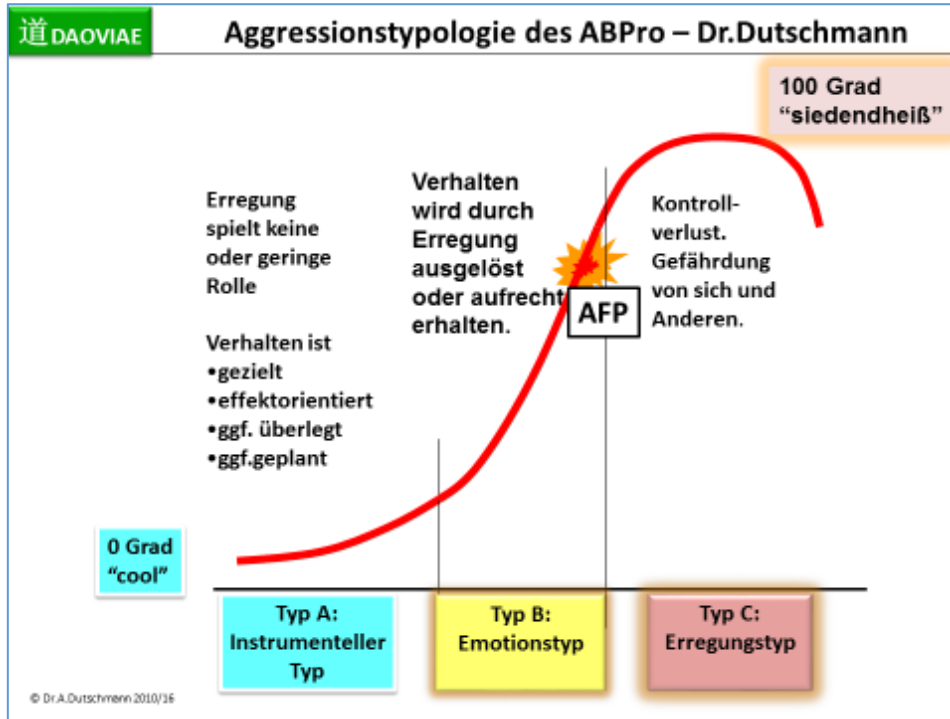 道DAOVIAE
Aggressionstypologie des ABPro – Dr.Dutschmann
100 Grad
“siedendheiß”
Erregung
spielt keine
oder geringe
Rolle
Verhalten ist
•gezielt
•effektorientiert
•ggf. überlegt
•ggf.geplant
Verhalten
wird durch
Erregung
ausgelöst
oder aufrecht
erhalten.
AFP
Kontroll-
verlust.
Gefährdung
von sich und
Anderen.
0 Grad
“cool”
Typ A:
Instrumenteller
Typ
Typ B:
Emotionstyp
Typ C:
Erregungstyp
© Dr.A.Dutschmann 2010/16